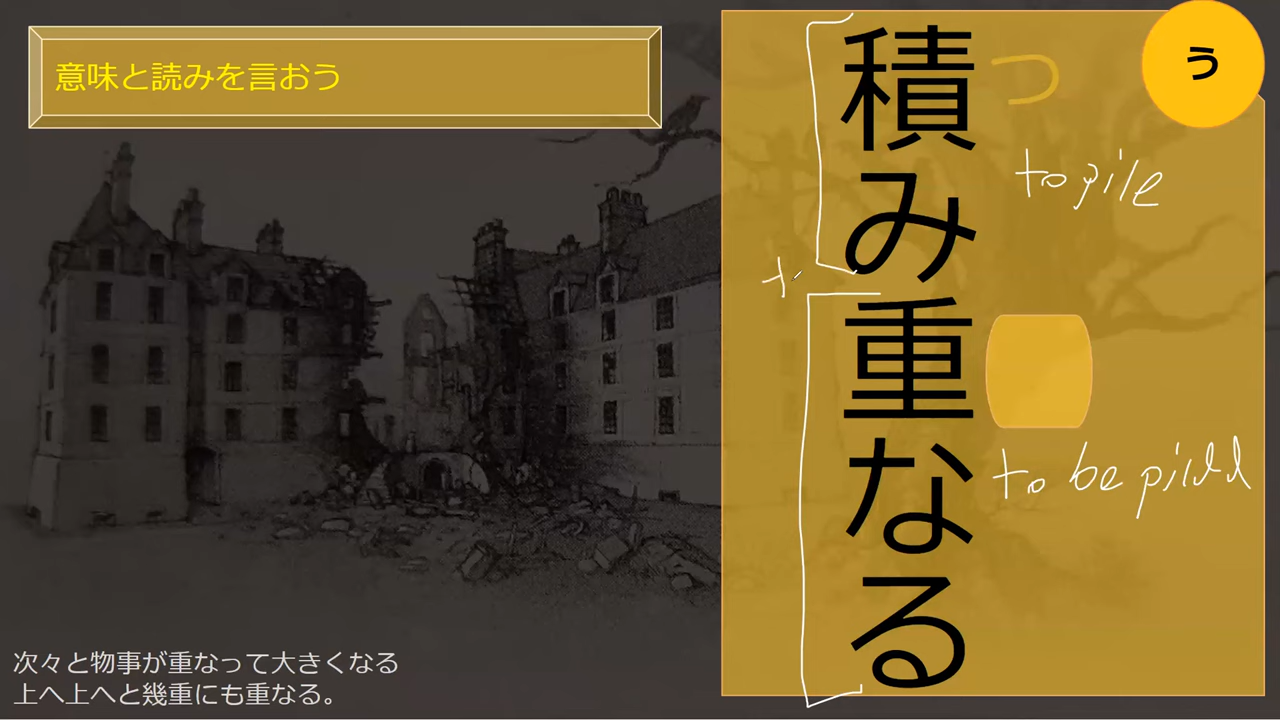 意味と読みを言おう
う
積み重なる
つ
to pile
+
to be piled
次々と物事が重なって大きくなる
上へ上へと幾重にも重なる。